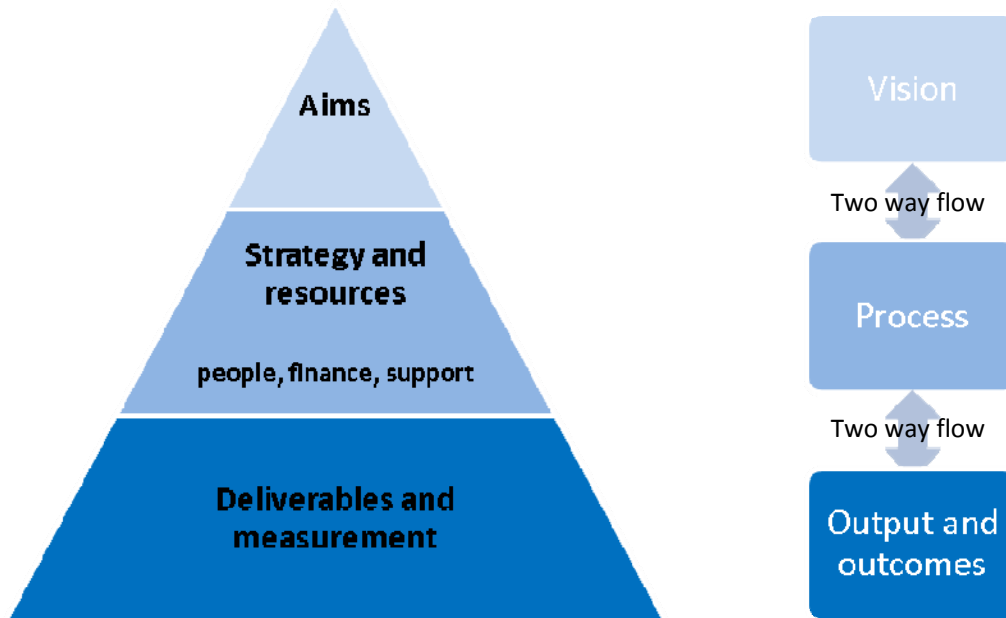 Aims
Strategy and
resources
people, finance, support
Deliverables and
measurement
Vision
Two way flow
Process
Two way flow
Output and
outcomes